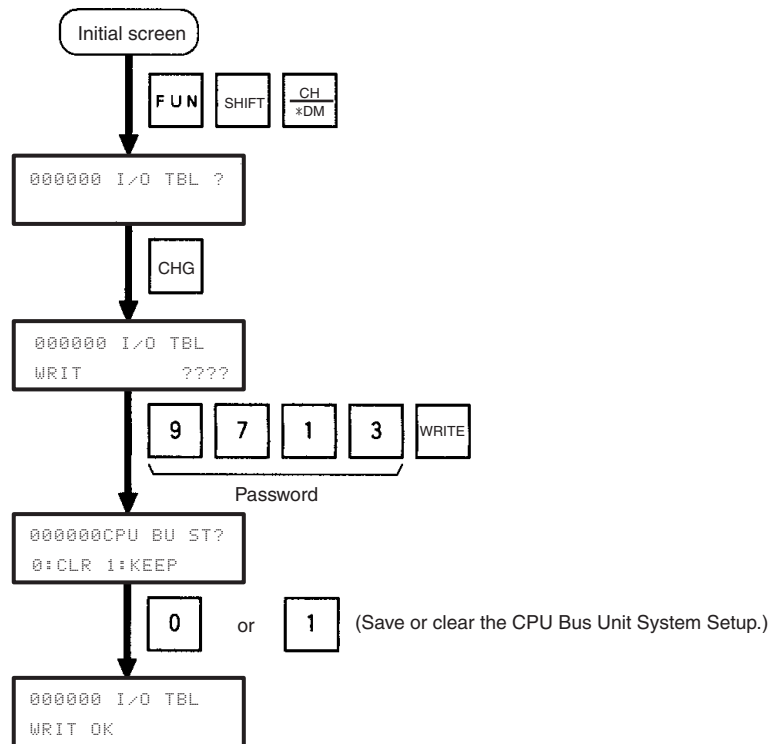 Initial screen
FUN SHIFT CH
*DM
000000 I/O TBL ?
CHG
000000 I/O TBL
WRIT ????
9 7 1 3 WRITE
Password
000000CPU BU ST?
0:CLR 1:KEEP
0 or 1 (Save or clear the CPU Bus Unit System Setup.)
000000 I/O TBL
WRIT OK